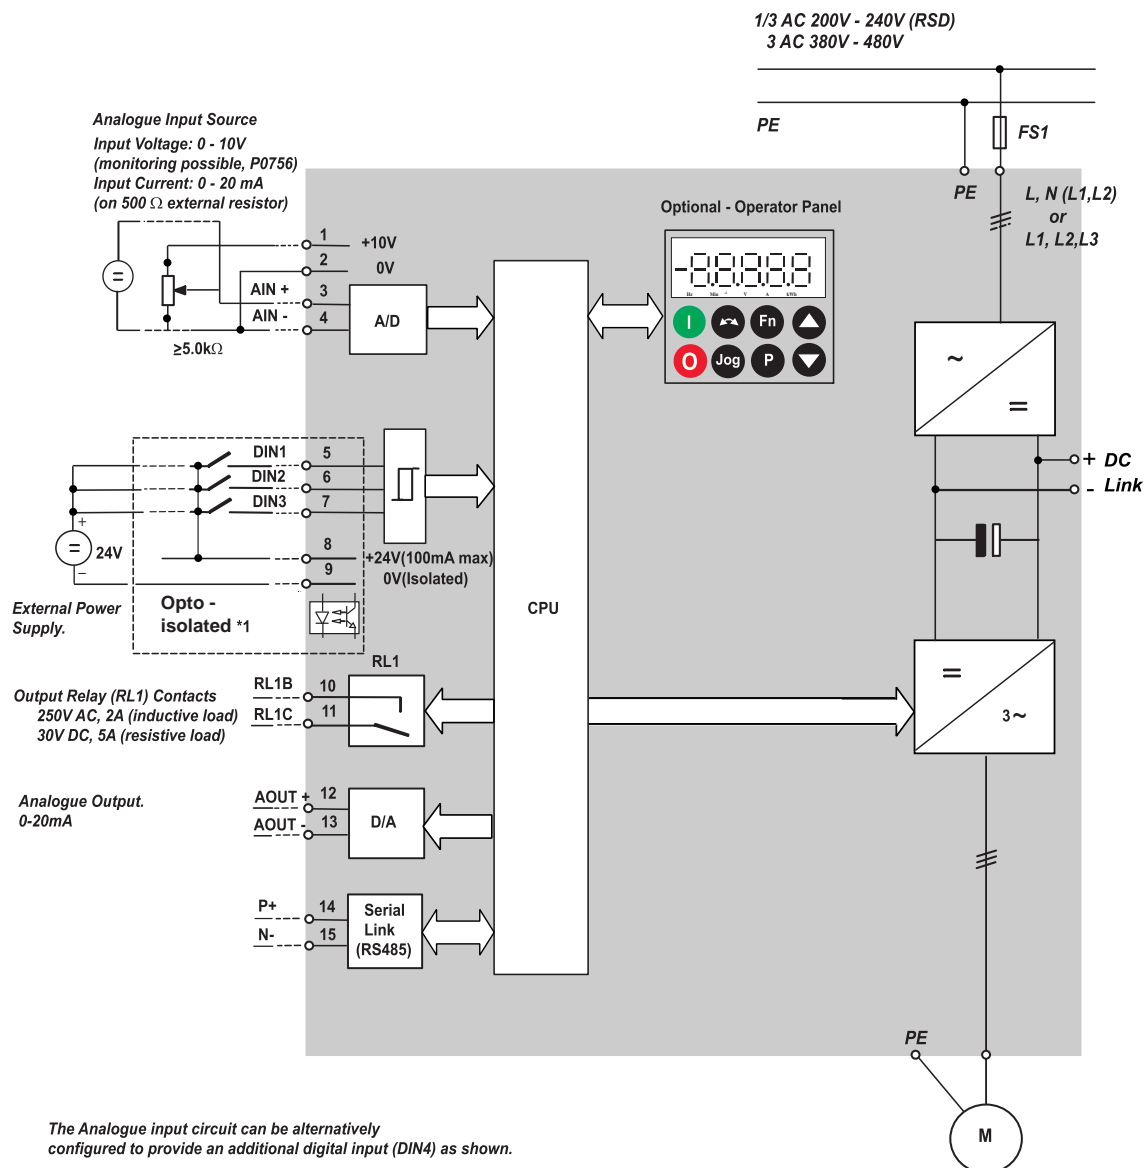 1/3 AC 200V - 240V (RSD)
3 AC 380V - 480V
PE
FS1
Analogue Input Source
Input Voltage: 0 - 10V
(monitoring possible, P0756)
Input Current: 0 - 20 mA
(on 500 Ω external resistor)
PE
L, N (L1,L2)
or
L1, L2,L3
Optional - Operator Panel
1
+10V
2
0V
AIN +
3
AIN -
4
A/D
≥5.0kΩ
Hz
Min
V
A
kWh
I
Fn
O
Jog
P
~
=
+ DC
- Link
DIN1
5
DIN2
6
DIN3
7
+
=
24V
–
8
+24V(100mA max)
9
0V(Isolated)
External Power
Supply.
Opto -
isolated *1
CPU
RL1
Output Relay (RL1) Contacts
250V AC, 2A (inductive load)
30V DC, 5A (resistive load)
RL1B
10
RL1C
11
=
3 ~
Analogue Output.
0-20mA
AOUT +
12
AOUT -
13
D/A
P+
14
N-
15
Serial
Link
(RS485)
PE
M
The Analogue input circuit can be alternatively
configured to provide an additional digital input (DIN4) as shown.